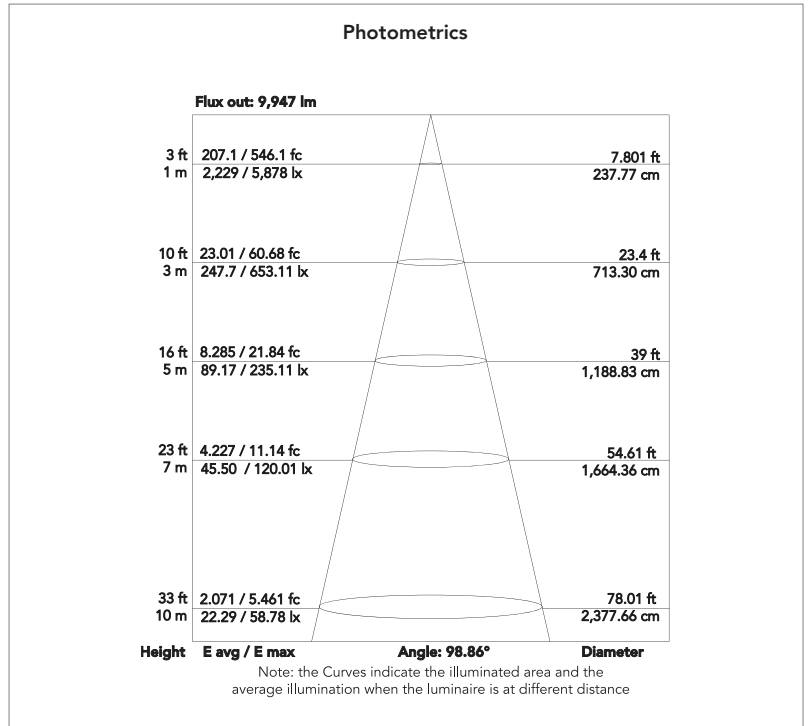 Photometrics
Flux out: 9,947 lm
3 ft 207.1 / 546.1 fc 7.801 ft
1 m 2,229 / 5,878 lx 237.77 cm
10 ft 23.01 / 60.68 fc 23.4 ft
3 m 247.7 / 653.11 lx 713.30 cm
16 ft 8.285 / 21.84 fc 39 ft
5 m 89.17 / 235.11 lx 1,188.83 cm
23 ft 4.227 / 11.14 fc 54.61 ft
7 m 45.50 / 120.01 lx 1,664.36 cm
33 ft 2.071 / 5.461 fc 78.01 ft
10 m 22.29 / 58.78 lx 2,377.66 cm
Height E avg / E max Angle: 98.86° Diameter
Note: the Curves indicate the illuminated area and the
average illumination when the luminaire is at different distance